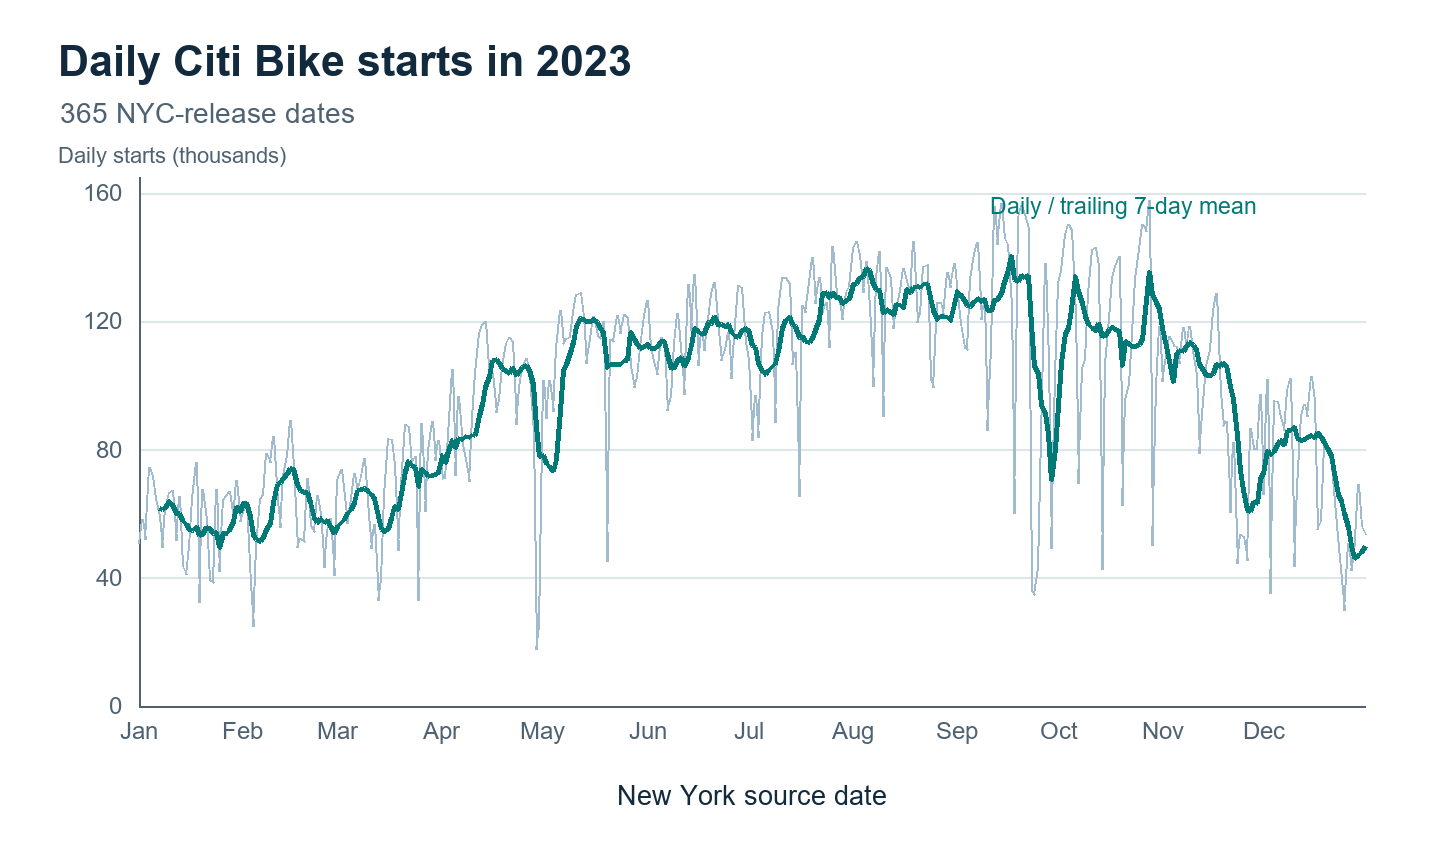 Daily Citi Bike starts in 2023
365 NYC-release dates
Daily starts (thousands)
160
Daily / trailing 7-day mean
120
80
40
0
Jan Feb Mar Apr May Jun Jul Aug Sep Oct Nov Dec
New York source date